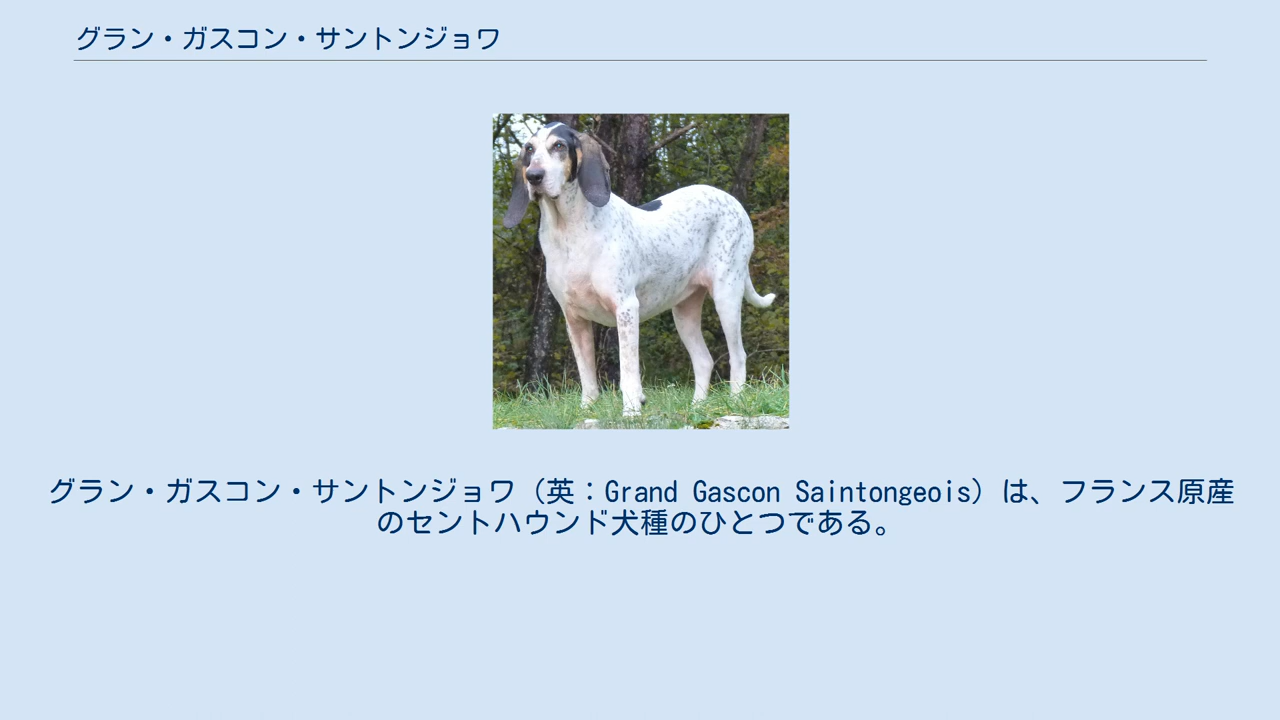 グラン・ガスコン・サントンジョワ
グラン・ガスコン・サントンジョワ（英：Grand Gascon Saintongeois）は、フランス原産
のセントハウンド犬種のひとつである。